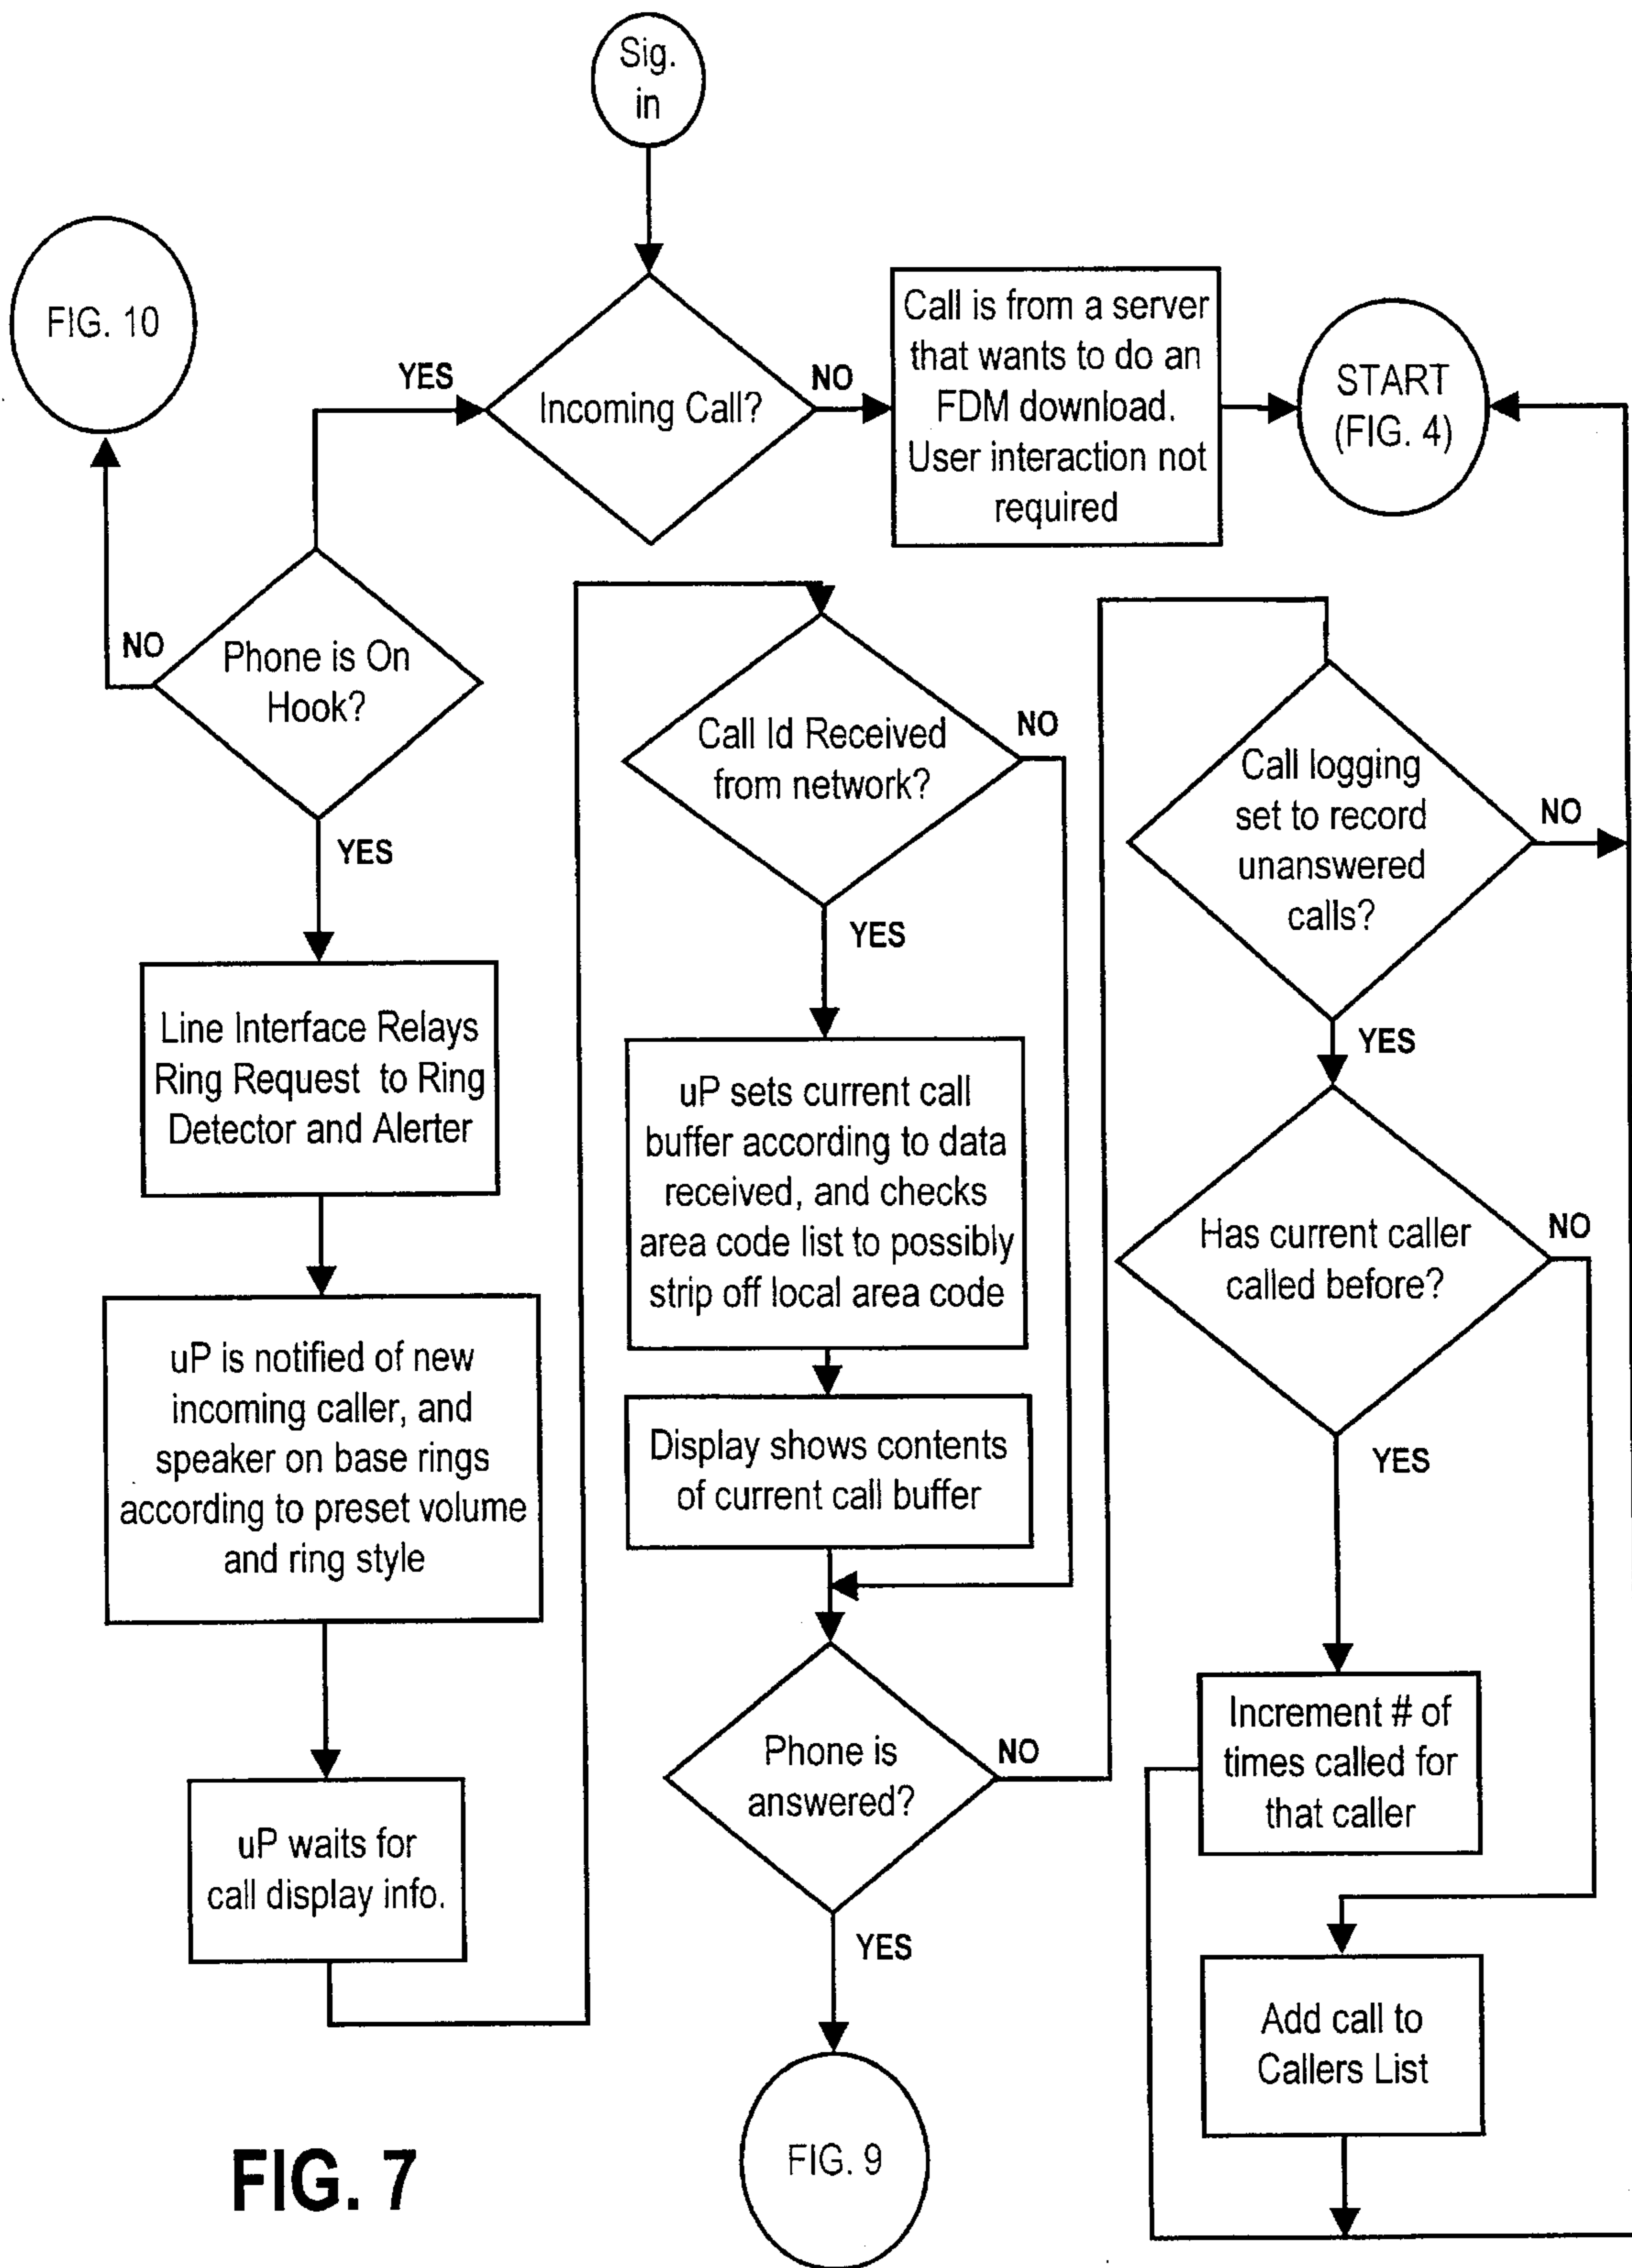 Sig.
in
FIG. 10
YES
Incoming Call?
NO
Call is from a server
that wants to do an
FDM download.
User interaction not
required
START
(FIG. 4)
NO
Phone is On
Hook?
YES
Line Interface Relays
Ring Request to Ring
Detector and Alerter
uP is notified of new
incoming caller, and
speaker on base rings
according to preset volume
and ring style
uP waits for
call display info.
Call Id Received
from network?
NO
YES
uP sets current call
buffer according to data
received, and checks
area code list to possibly
strip off local area code
Display shows contents
of current call buffer
Phone is
answered?
NO
YES
FIG. 9
Call logging
set to record
unanswered
calls?
NO
YES
Has current caller
called before?
NO
YES
Increment # of
times called for
that caller
Add call to
Callers List
FIG. 7